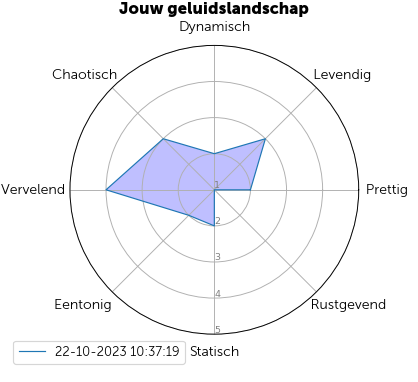 Jouw geluidslandschap
Dynamisch
Chaotisch
Levendig
Vervelend
1
Prettig
2
3
4
Eentonig
Rustgevend
5
22-10-2023 10:37:19
Statisch